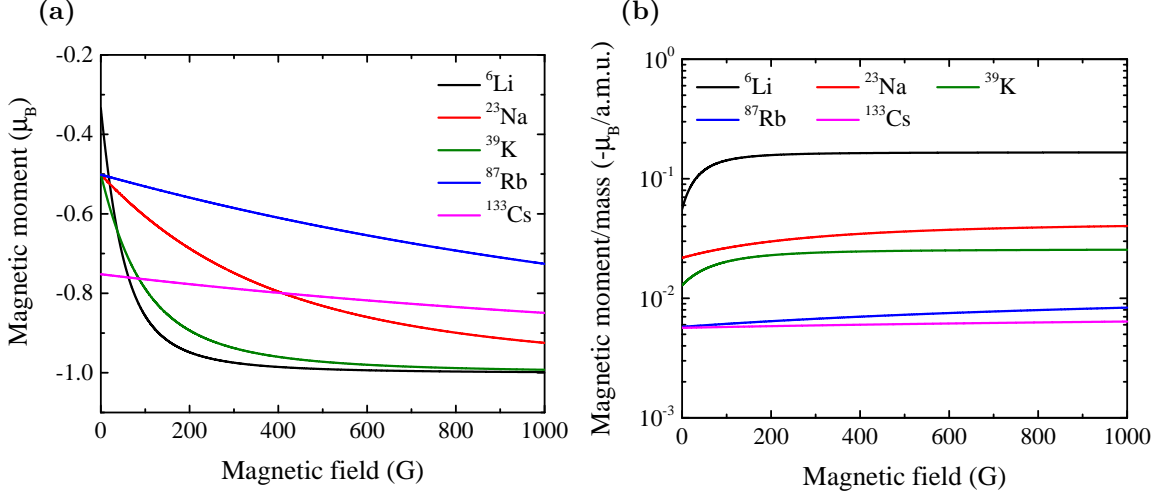 (a)
Magnetic moment (μB)
-0.2
-0.4
-0.6
-0.8
-1.0
0
200
400
600
800
1000
Magnetic field (G)
⁶Li
²³Na
³⁹K
⁸⁷Rb
¹³³Cs
(b)
Magnetic moment/mass (-μB/a.m.u.)
10⁰
10⁻¹
10⁻²
10⁻³
0
200
400
600
800
1000
Magnetic field (G)
⁶Li
²³Na
³⁹K
⁸⁷Rb
¹³³Cs